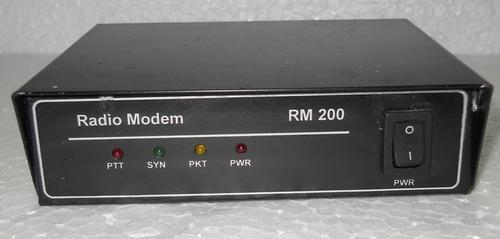 Radio Modem RM 200
PTT SYN PKT PWR
O
I
PWR